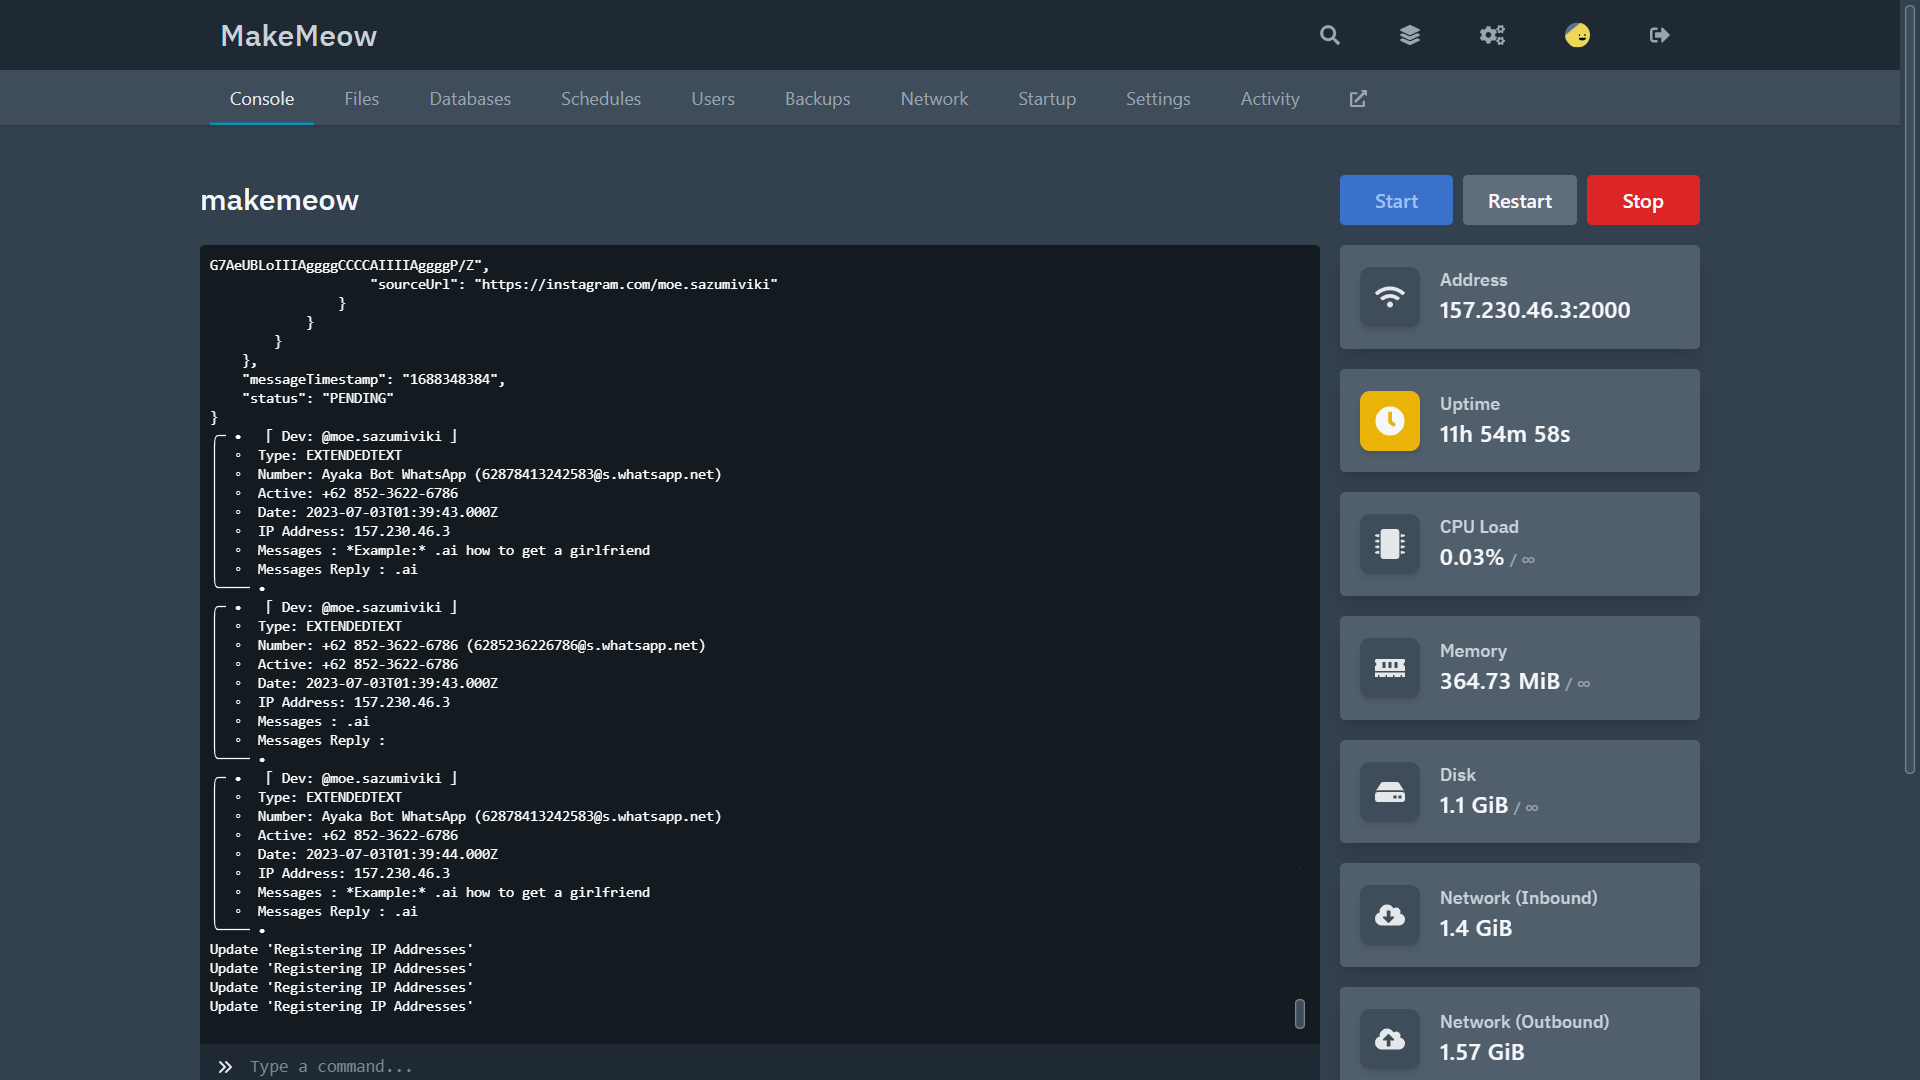 MakeMeow
Console Files Databases Schedules Users Backups Network Startup Settings Activity
makemeow
Start Restart Stop
G7AeUBLoIIIAggggCCCCAIIIIAggggP/Z",
"sourceUrl": "https://instagram.com/moe.sazumiviki"
}
}
}
},
"messageTimestamp": "1688348384",
"status": "PENDING"
}
╭─ •  ⌈ Dev: @moe.sazumiviki ⌋
│ ◦ Type: EXTENDEDTEXT
│ ◦ Number: Ayaka Bot WhatsApp (62878413242583@s.whatsapp.net)
│ ◦ Active: +62 852-3622-6786
│ ◦ Date: 2023-07-03T01:39:43.000Z
│ ◦ IP Address: 157.230.46.3
│ ◦ Messages : *Example:* .ai how to get a girlfriend
│ ◦ Messages Reply : .ai
╰──── •
╭─ •  ⌈ Dev: @moe.sazumiviki ⌋
│ ◦ Type: EXTENDEDTEXT
│ ◦ Number: +62 852-3622-6786 (6285236226786@s.whatsapp.net)
│ ◦ Active: +62 852-3622-6786
│ ◦ Date: 2023-07-03T01:39:43.000Z
│ ◦ IP Address: 157.230.46.3
│ ◦ Messages : .ai
│ ◦ Messages Reply :
╰──── •
╭─ •  ⌈ Dev: @moe.sazumiviki ⌋
│ ◦ Type: EXTENDEDTEXT
│ ◦ Number: Ayaka Bot WhatsApp (62878413242583@s.whatsapp.net)
│ ◦ Active: +62 852-3622-6786
│ ◦ Date: 2023-07-03T01:39:44.000Z
│ ◦ IP Address: 157.230.46.3
│ ◦ Messages : *Example:* .ai how to get a girlfriend
│ ◦ Messages Reply : .ai
╰──── •
Update 'Registering IP Addresses'
Update 'Registering IP Addresses'
Update 'Registering IP Addresses'
Update 'Registering IP Addresses'
» Type a command...
Address
157.230.46.3:2000
Uptime
11h 54m 58s
CPU Load
0.03% / ∞
Memory
364.73 MiB / ∞
Disk
1.1 GiB / ∞
Network (Inbound)
1.4 GiB
Network (Outbound)
1.57 GiB